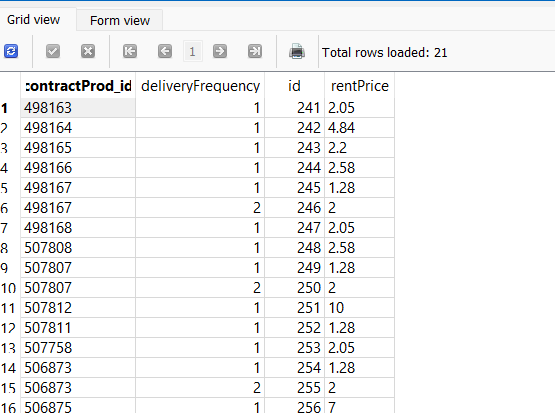 Grid view Form view
1 Total rows loaded: 21
contractProd_id deliveryFrequency id rentPrice
1 498163 1 241 2.05
2 498164 1 242 4.84
3 498165 1 243 2.2
4 498166 1 244 2.58
5 498167 1 245 1.28
6 498167 2 246 2
7 498168 1 247 2.05
8 507808 1 248 2.58
9 507807 1 249 1.28
10 507807 2 250 2
11 507812 1 251 10
12 507811 1 252 1.28
13 507758 1 253 2.05
14 506873 1 254 1.28
15 506873 2 255 2
16 506875 1 256 7